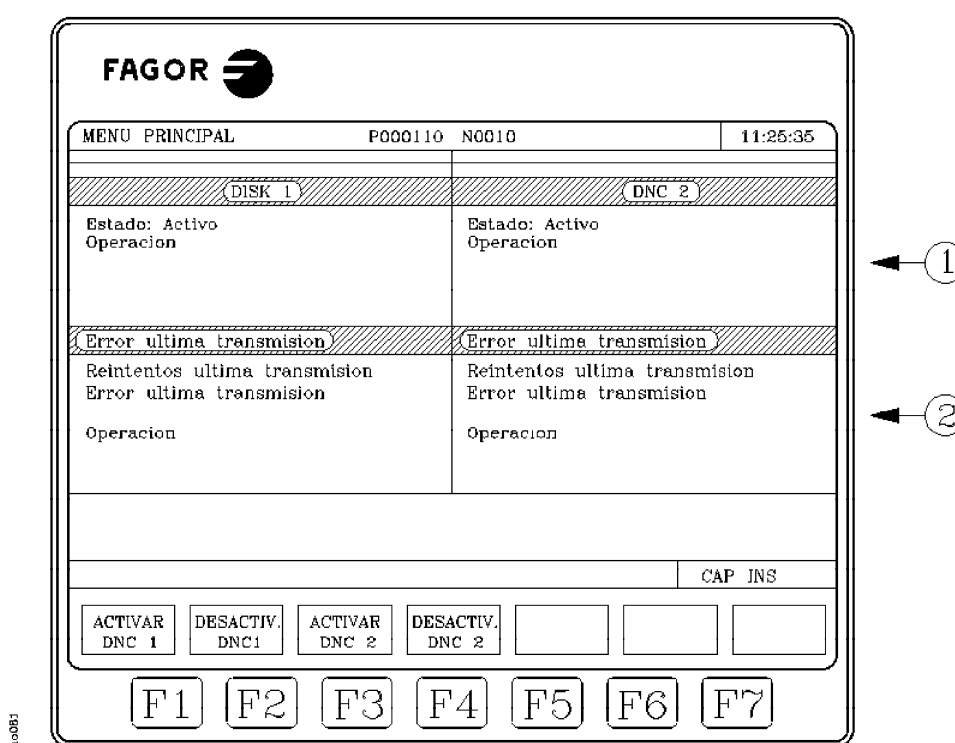 FAGOR
MENU PRINCIPAL P000110 N0010 11:25:35
DISK 1 DNC 2
Estado: Activo Estado: Activo
Operacion Operacion
1
Error ultima transmision Error ultima transmision
Reintentos ultima transmision Reintentos ultima transmision
Error ultima transmision Error ultima transmision
2
Operacion Operacion
CAP INS
ACTIVAR DESACTIV. ACTIVAR DESACTIV.
DNC 1 DNC1 DNC 2 DNC 2
F1 F2 F3 F4 F5 F6 F7